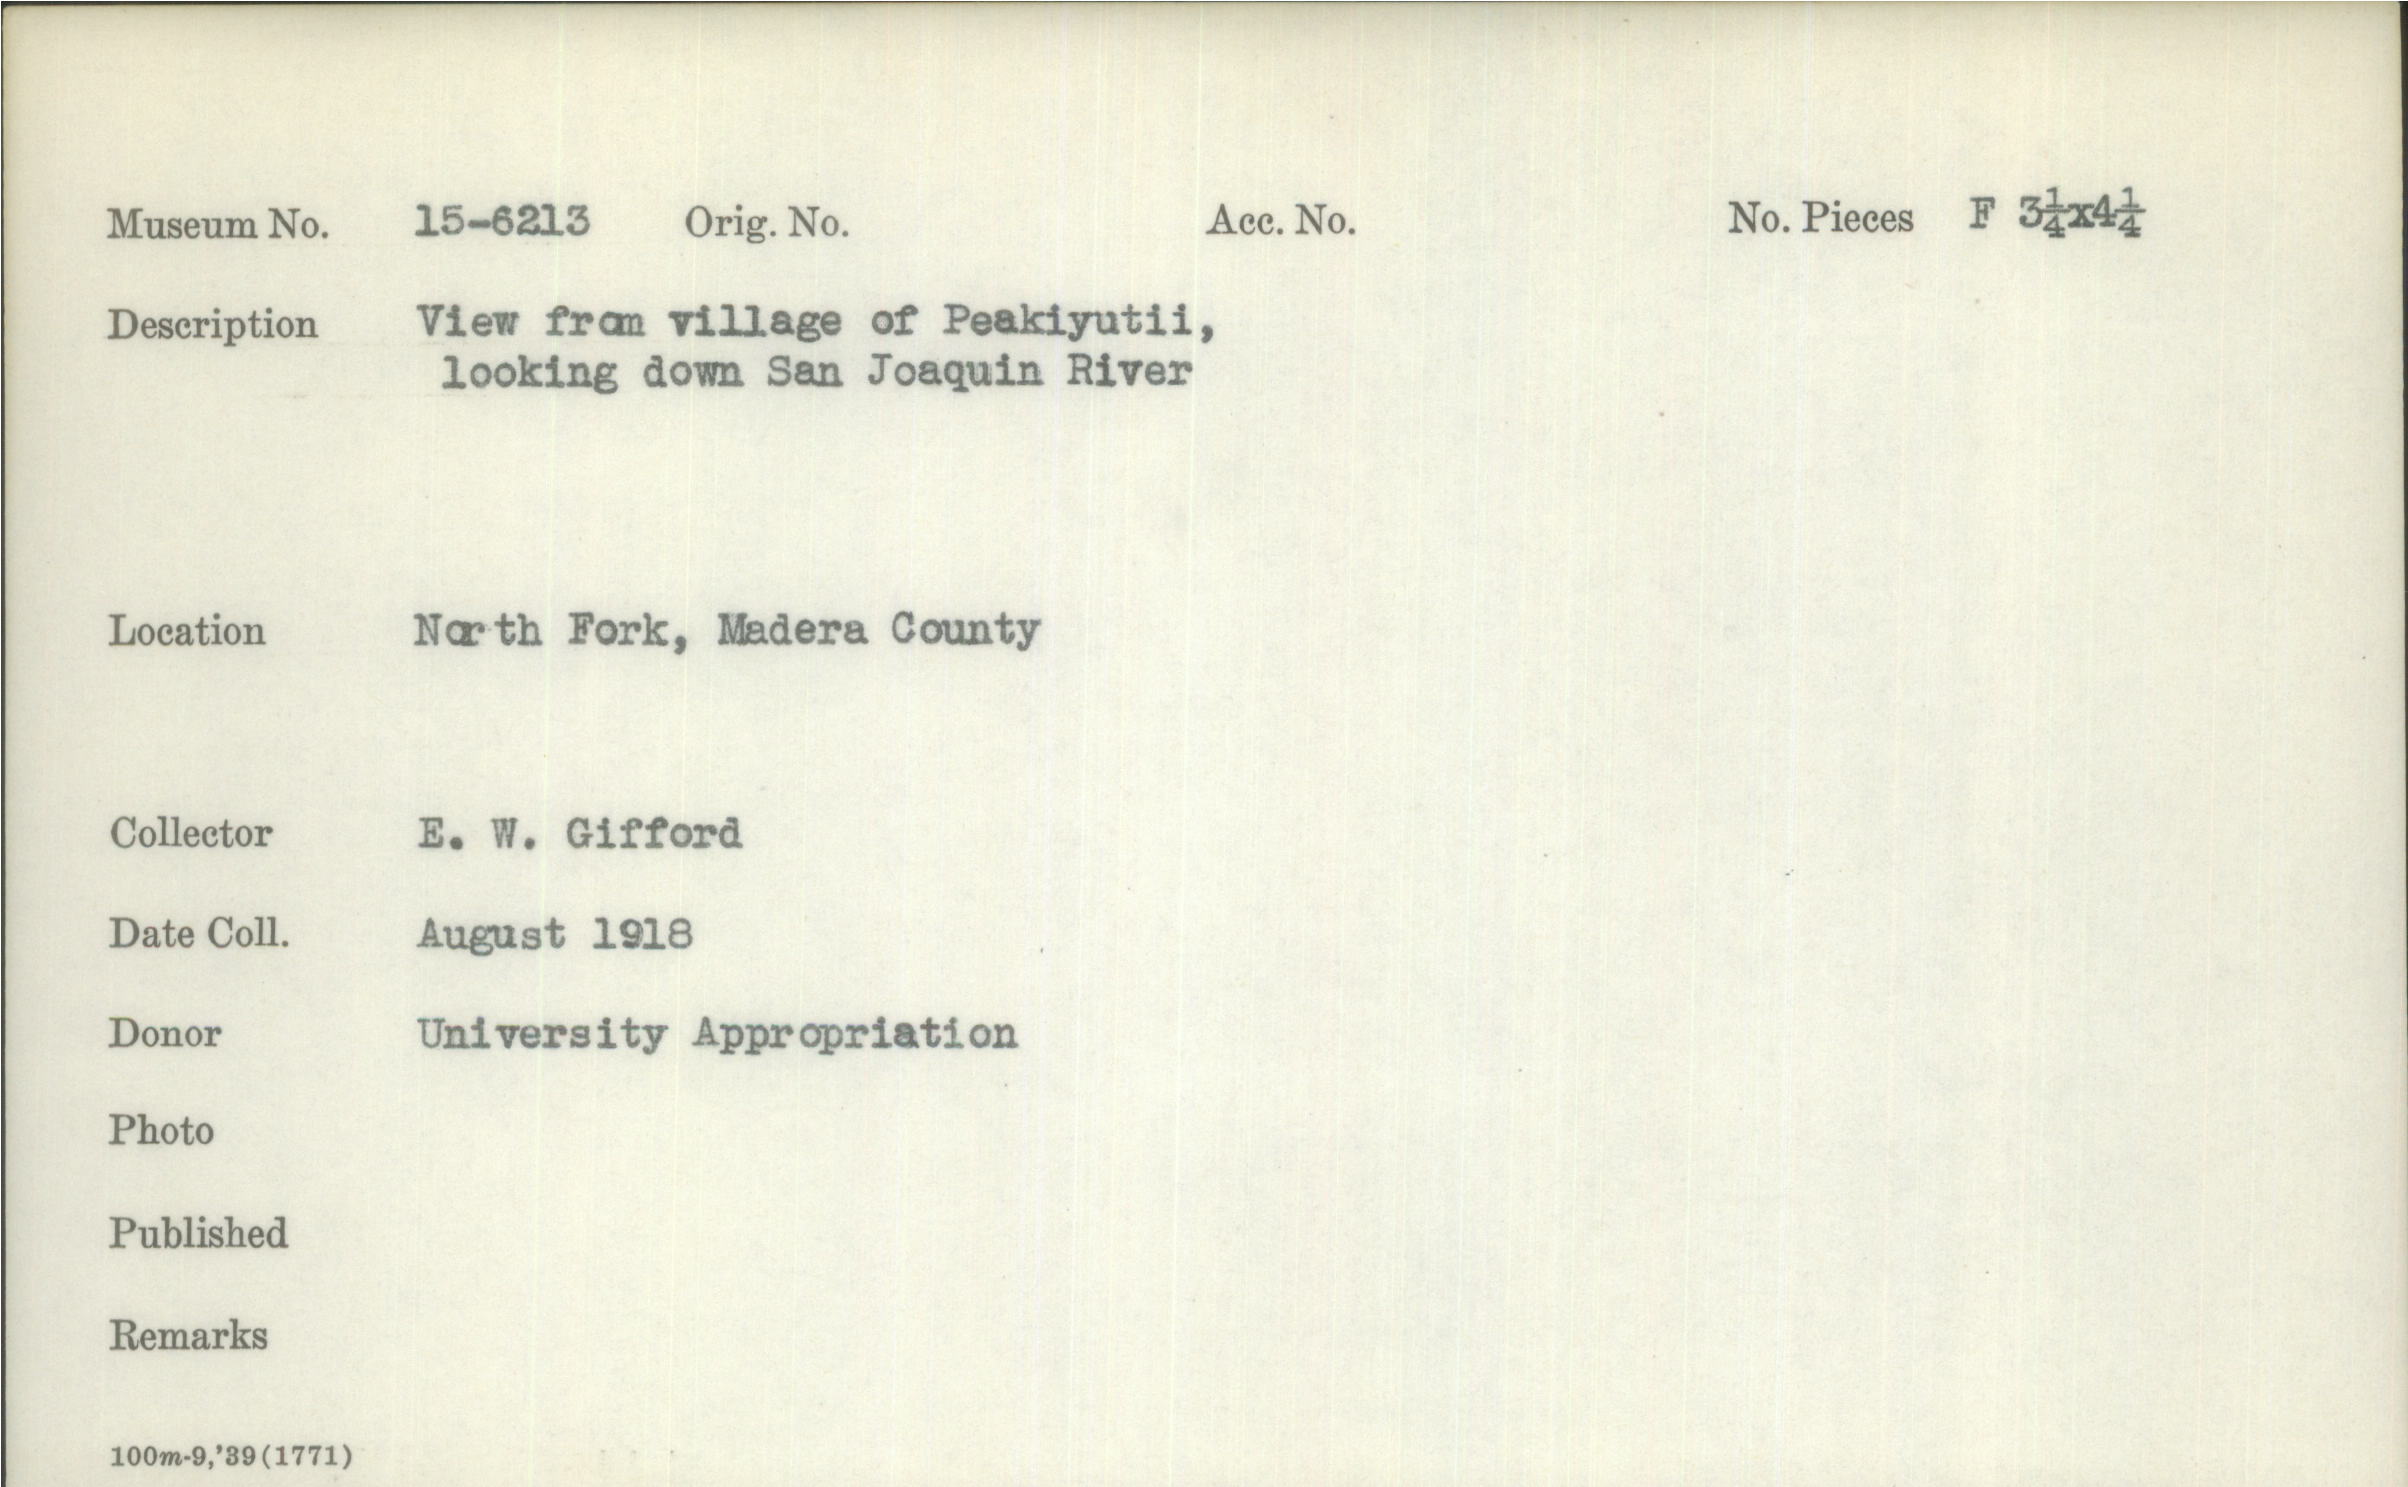 Museum No. 15-6213 Orig. No. Acc. No. No. Pieces F 3¼x4¼
Description View from village of Peakiyutii,
looking down San Joaquin River
Location North Fork, Madera County
Collector E. W. Gifford
Date Coll. August 1918
Donor University Appropriation
Photo
Published
Remarks
100m-9,'39(1771)